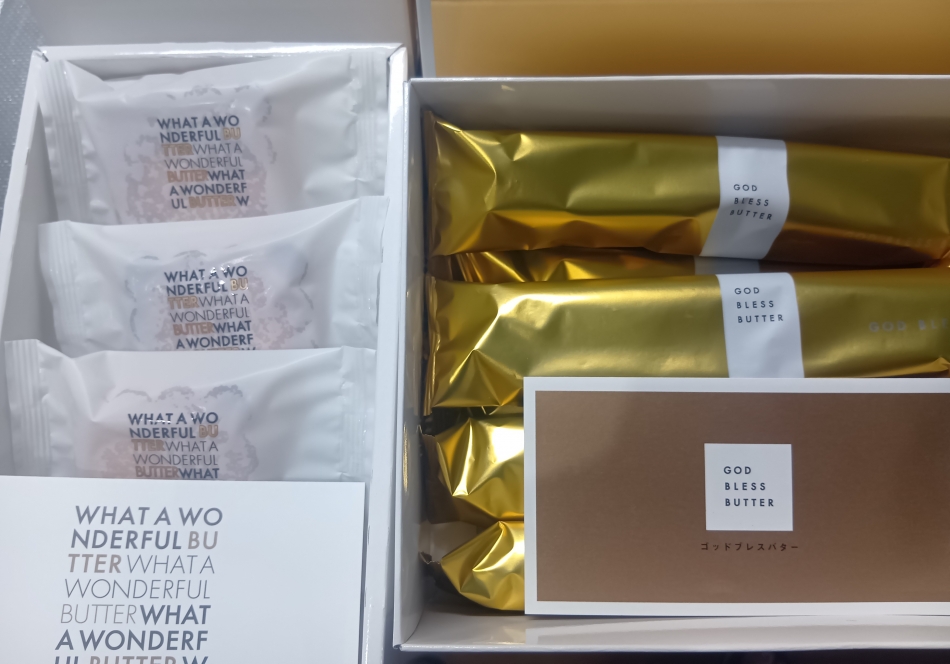 WHAT A WO
NDERFUL BU
TTER WHAT A
WONDERFUL
BUTTER WHAT
A WONDERF
UL BUTTER W
WHAT A WO
NDERFUL BU
TTER WHAT A
WONDERFUL
BUTTER WHAT
A WONDERF
WHAT A WO
NDERFUL BU
TTER WHAT A
WONDERFUL
BUTTER WHAT
WHAT A WO
NDERFUL BU
TTER WHAT A
WONDERFUL
BUTTER WHAT
A WONDERF
UL BUTTER W
GOD
BLESS
BUTTER
GOD
BLESS
BUTTER
GOD
GOD
BLESS
BUTTER
ゴッドブレスバター